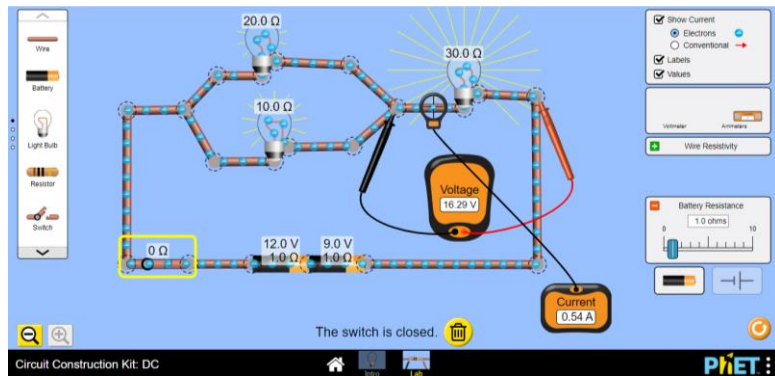 Wire
Battery
Light Bulb
Resistor
Switch
20.0 Ω
10.0 Ω
30.0 Ω
Voltage
16.29 V
0 Ω
12.0 V
1.0 Ω
9.0 V
1.0 Ω
Current
0.54 A
The switch is closed.
Show Current
Electrons
Conventional
Labels
Values
Voltmeter
Ammeters
Wire Resistivity
Battery Resistance
1.0 ohms
0
10
Circuit Construction Kit: DC
Intro
Lab
PhET